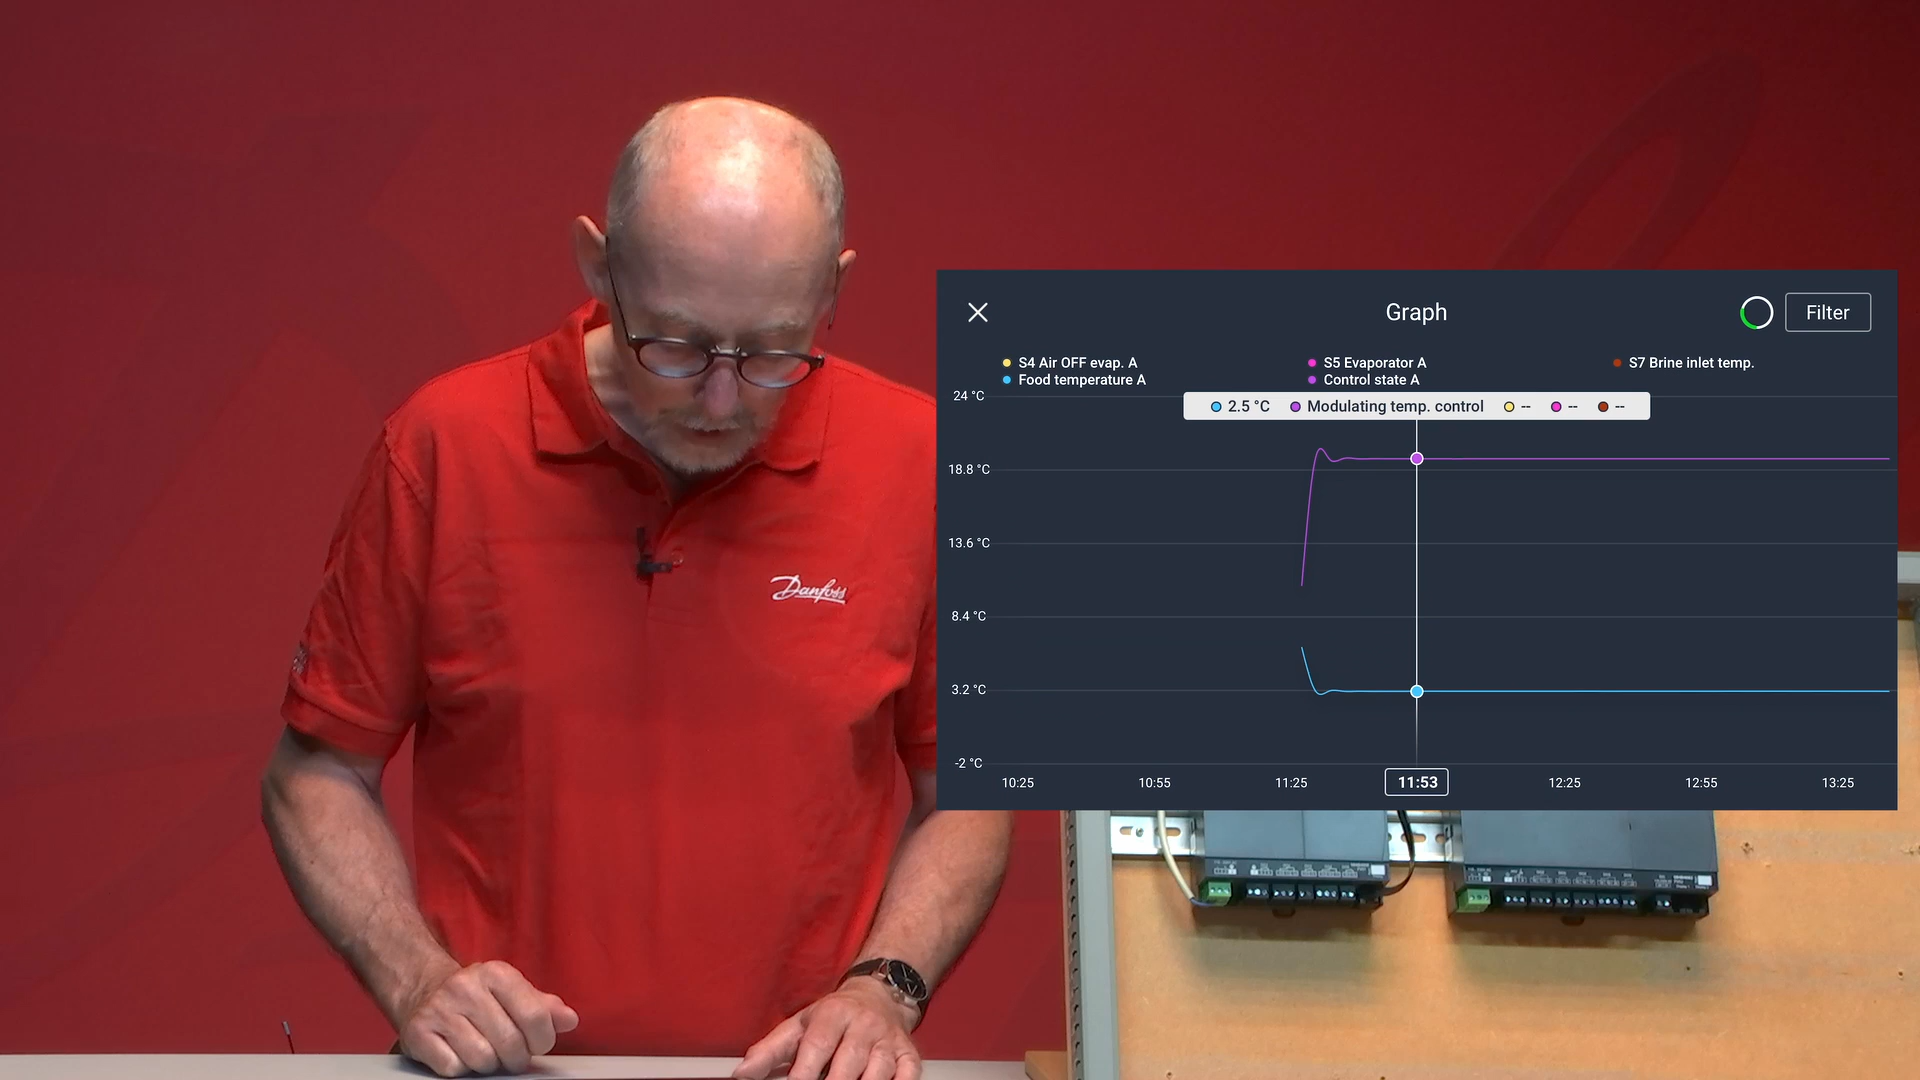 Graph
Filter
S4 Air OFF evap. A
S5 Evaporator A
S7 Brine inlet temp.
Food temperature A
Control state A
24 °C
2.5 °C Modulating temp. control -- -- --
18.8 °C
13.6 °C
8.4 °C
3.2 °C
-2 °C
10:25 10:55 11:25 11:53 12:25 12:55 13:25
Danfoss